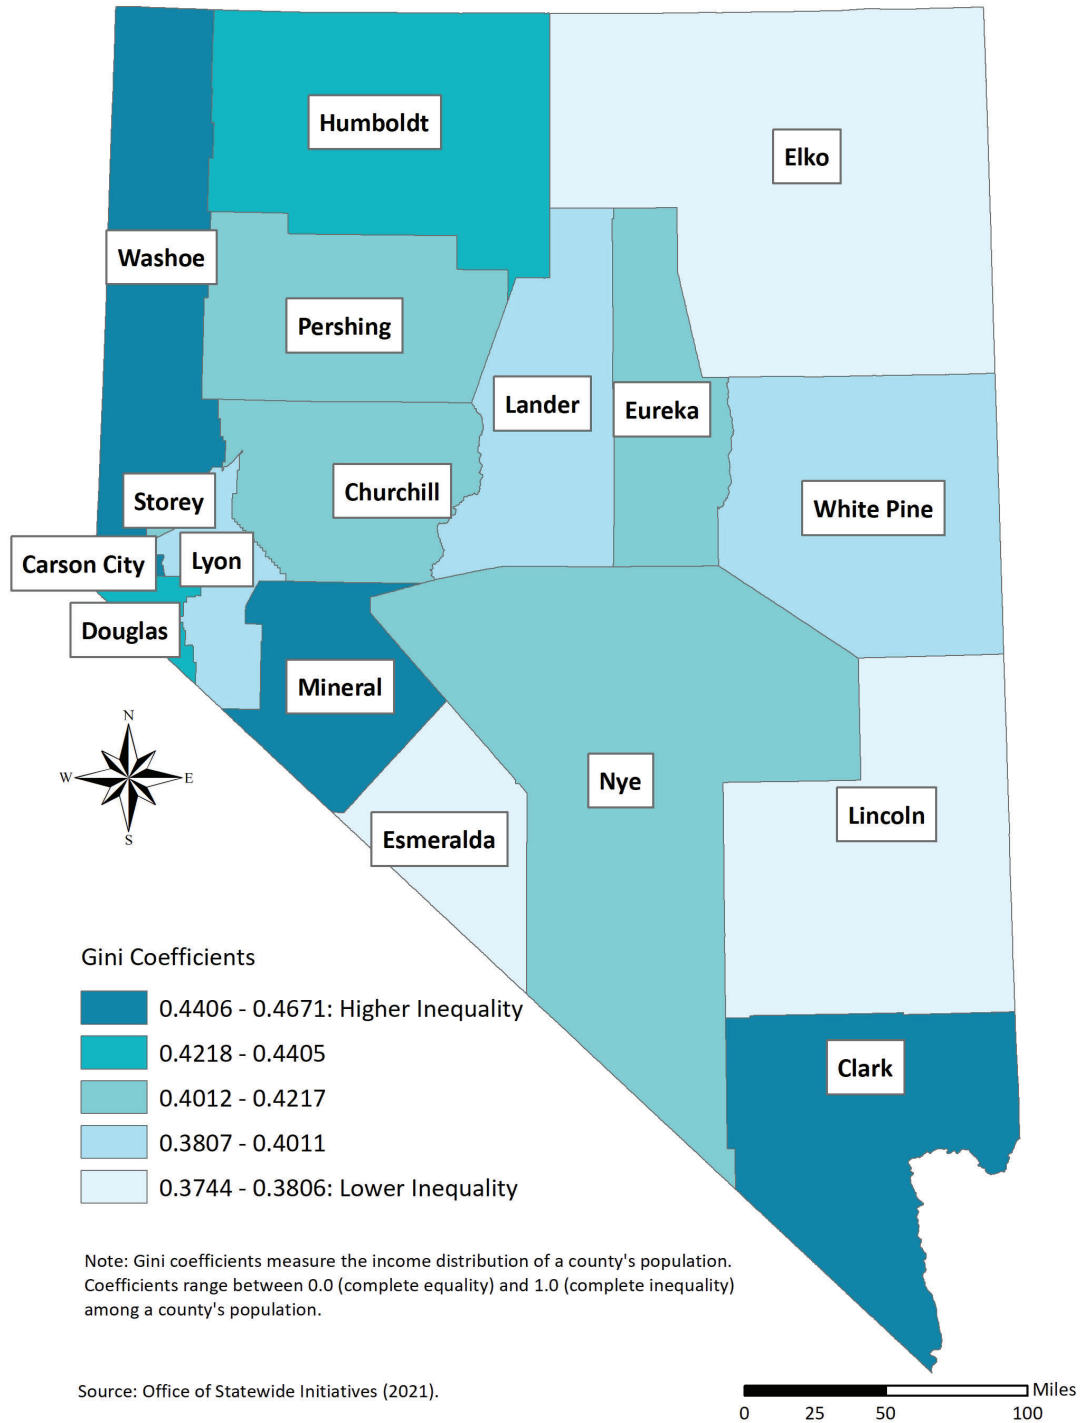 Humboldt
Elko
Washoe
Pershing
Lander
Eureka
Churchill
Storey
White Pine
Carson City
Lyon
Douglas
Mineral
N
W
E
S
Nye
Lincoln
Esmeralda
Clark
Gini Coefficients
0.4406 - 0.4671: Higher Inequality
0.4218 - 0.4405
0.4012 - 0.4217
0.3807 - 0.4011
0.3744 - 0.3806: Lower Inequality
Note: Gini coefficients measure the income distribution of a county's population.
Coefficients range between 0.0 (complete equality) and 1.0 (complete inequality)
among a county's population.
Source: Office of Statewide Initiatives (2021).
Miles
0 25 50 100